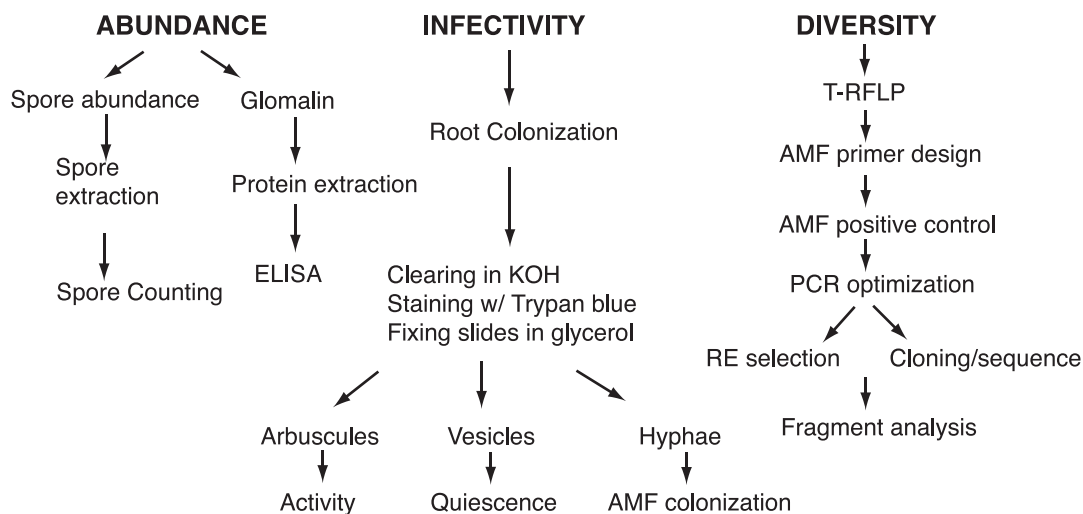 ABUNDANCE
INFECTIVITY
DIVERSITY
Spore abundance
Glomalin
Spore
extraction
Protein extraction
Spore Counting
ELISA
Root Colonization
Clearing in KOH
Staining w/ Trypan blue
Fixing slides in glycerol
Arbuscules
Vesicles
Hyphae
Activity
Quiescence
AMF colonization
T-RFLP
AMF primer design
AMF positive control
PCR optimization
RE selection
Cloning/sequence
Fragment analysis